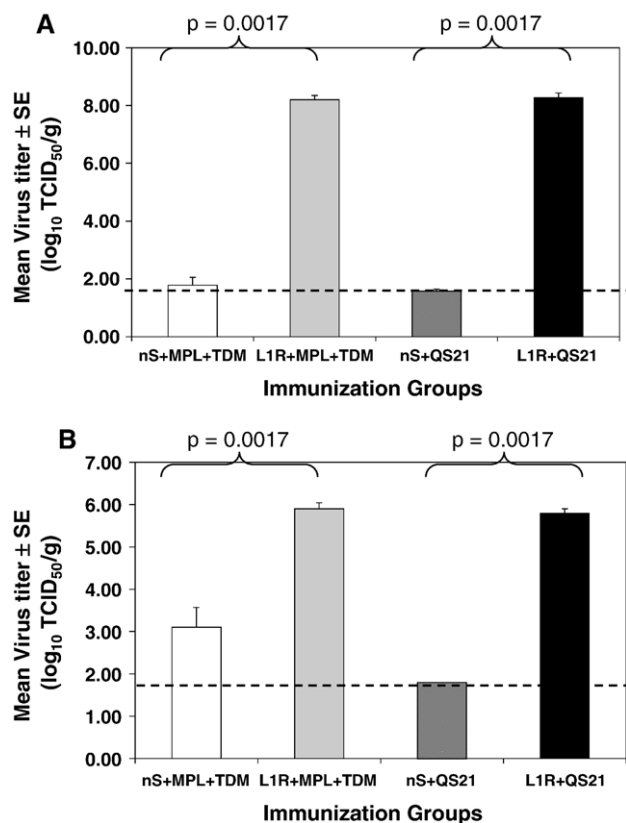 A
p = 0.0017 p = 0.0017
10.00
8.00
6.00
4.00
2.00
0.00
Mean Virus titer ± SE
(log10 TCID50/g)
nS+MPL+TDM L1R+MPL+TDM nS+QS21 L1R+QS21
Immunization Groups
B
p = 0.0017 p = 0.0017
7.00
6.00
5.00
4.00
3.00
2.00
1.00
0.00
Mean Virus titer ± SE
(log10 TCID50/g)
nS+MPL+TDM L1R+MPL+TDM nS+QS21 L1R+QS21
Immunization Groups